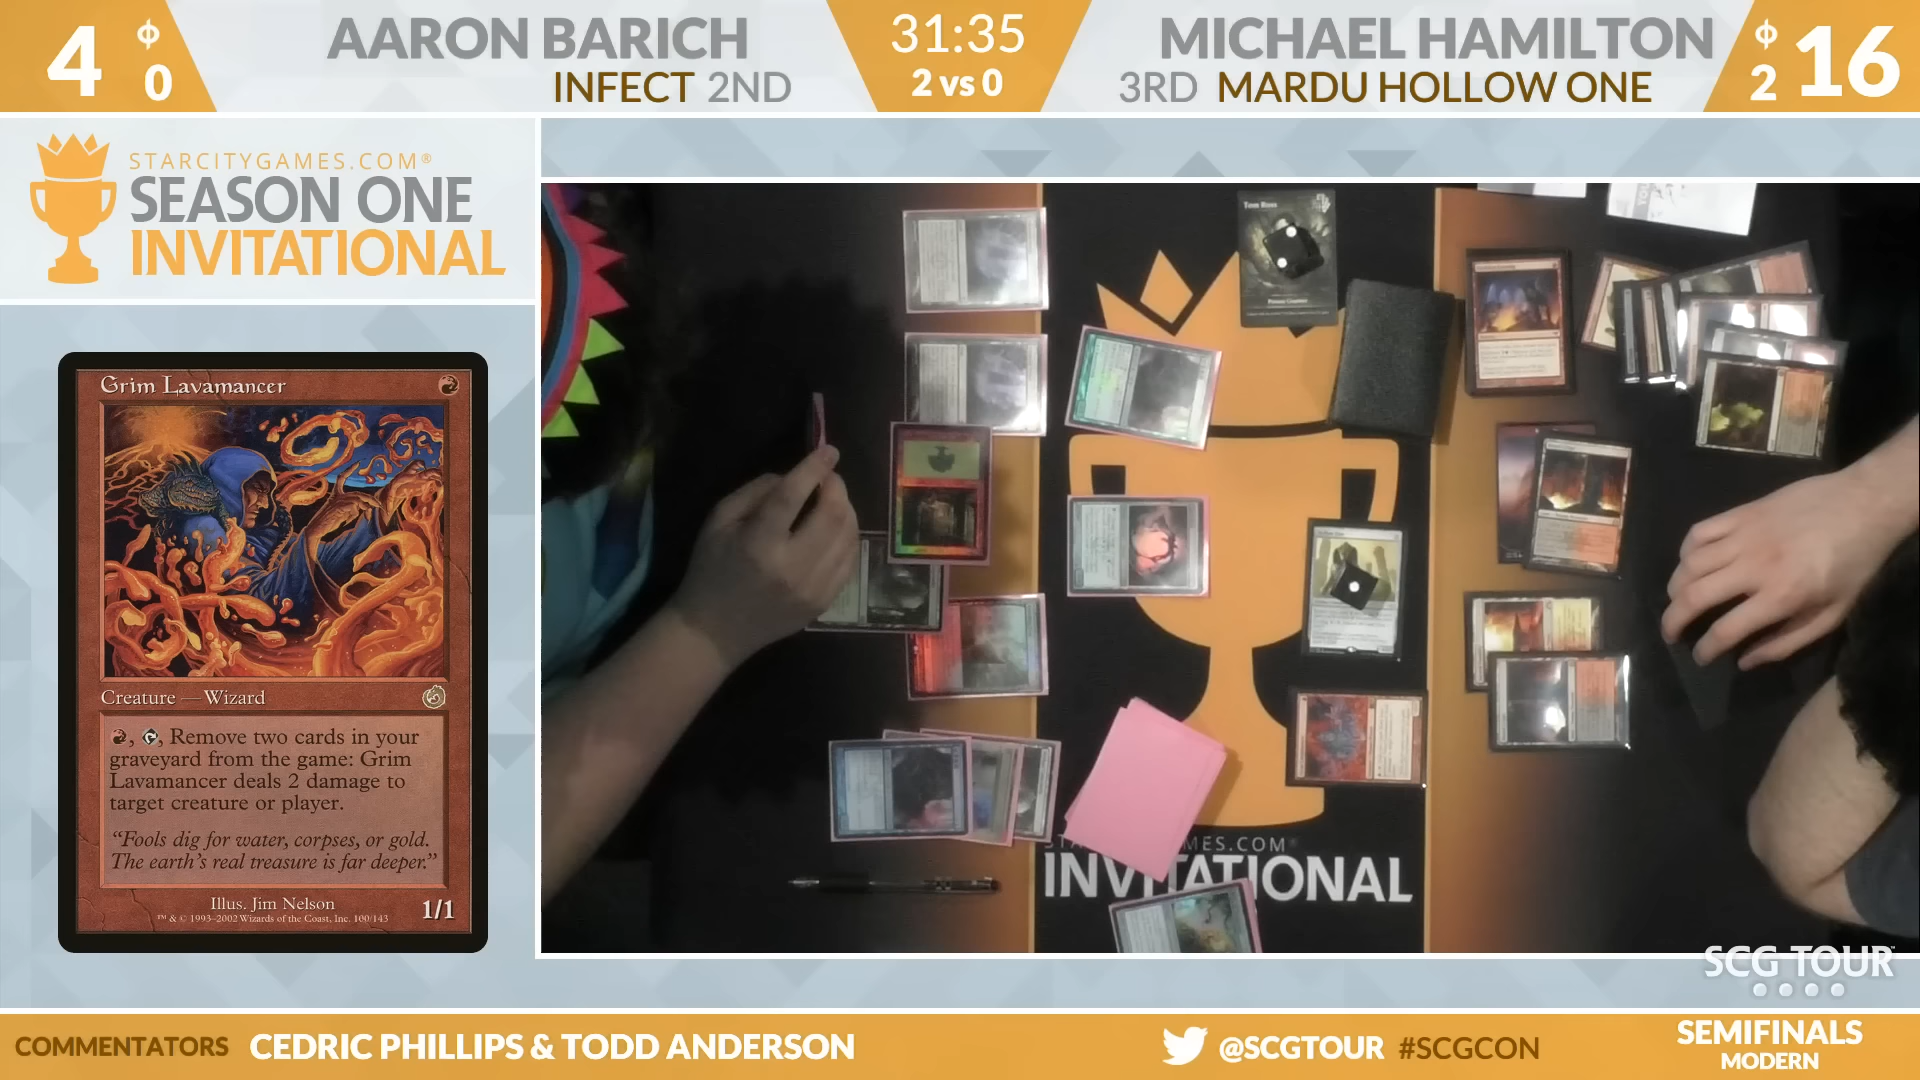 4
ф
0
AARON BARICH
INFECT 2ND
31:35
2 vs 0
MICHAEL HAMILTON
3RD MARDU HOLLOW ONE
ф
2
16
STARCITYGAMES.COM®
SEASON ONE
INVITATIONAL
Grim Lavamancer
Creature — Wizard
, , Remove two cards in your
graveyard from the game: Grim
Lavamancer deals 2 damage to
target creature or player.
“Fools dig for water, corpses, or gold.
The earth’s real treasure is far deeper.”
Illus. Jim Nelson
™ & © 1993–2002 Wizards of the Coast, Inc. 100/143
1/1
Tom Ross
GAMES.COM®
INVITATIONAL
SCG TOUR
COMMENTATORS CEDRIC PHILLIPS & TODD ANDERSON
@SCGTOUR #SCGCON
SEMIFINALS
MODERN